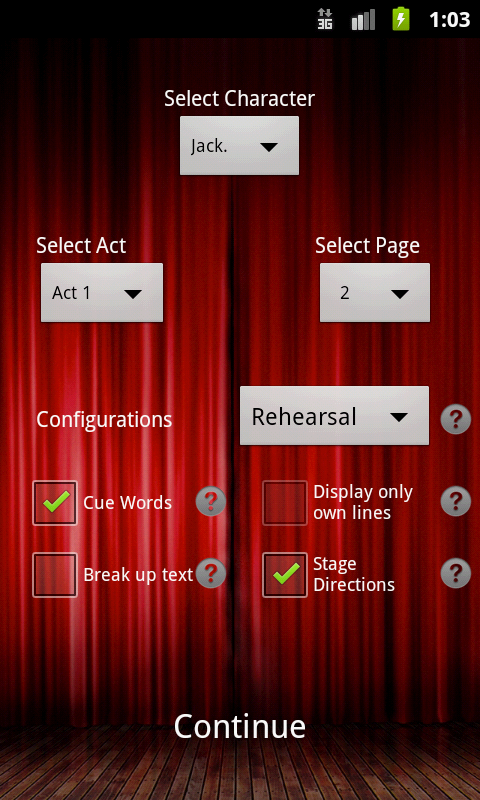 3G 1:03
Select Character
Jack.
Select Act
Select Page
Act 1
2
Configurations
Rehearsal
?
Cue Words
?
Display only
own lines
?
Break up text
?
Stage
Directions
?
Continue